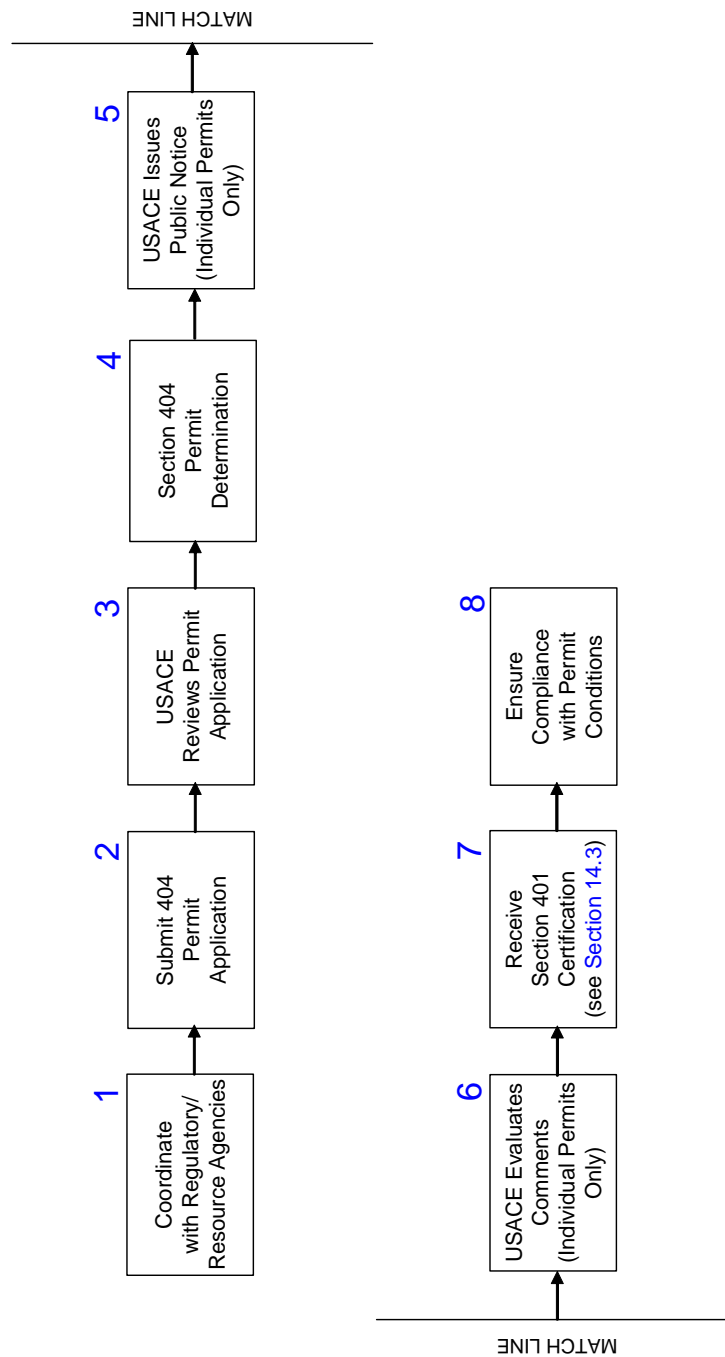 1
Coordinate
with Regulatory/
Resource Agencies
2
Submit 404
Permit
Application
3
USACE
Reviews Permit
Application
4
Section 404
Permit
Determination
5
USACE Issues
Public Notice
(Individual Permits
Only)
MATCH LINE
MATCH LINE
6
USACE Evaluates
Comments
(Individual Permits
Only)
7
Receive
Section 401
Certification
(see Section 14.3)
8
Ensure
Compliance
with Permit
Conditions